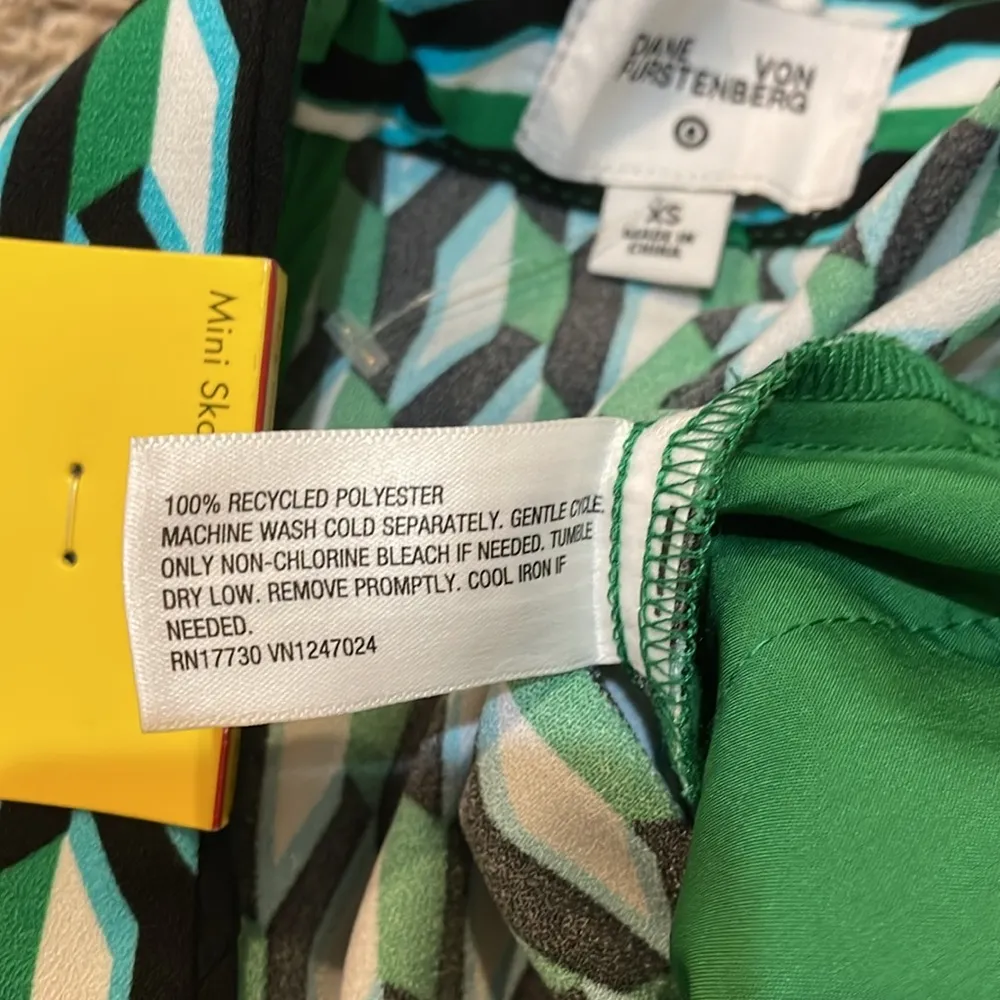 DIANE VON
FURSTENBERG
XS
MADE IN
CHINA
Mini
100% RECYCLED POLYESTER
MACHINE WASH COLD SEPARATELY. GENTLE CYCLE.
ONLY NON-CHLORINE BLEACH IF NEEDED. TUMBLE
DRY LOW. REMOVE PROMPTLY. COOL IRON IF
NEEDED.
RN17730 VN1247024